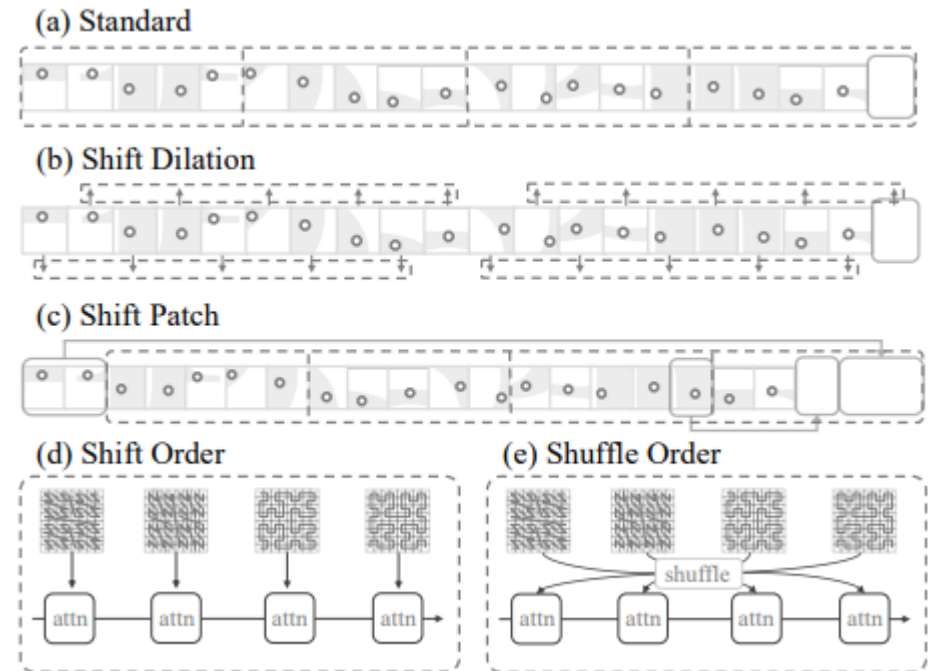 (a) Standard
(b) Shift Dilation
(c) Shift Patch
(d) Shift Order
(e) Shuffle Order
shuffle
attn attn attn attn
attn attn attn attn